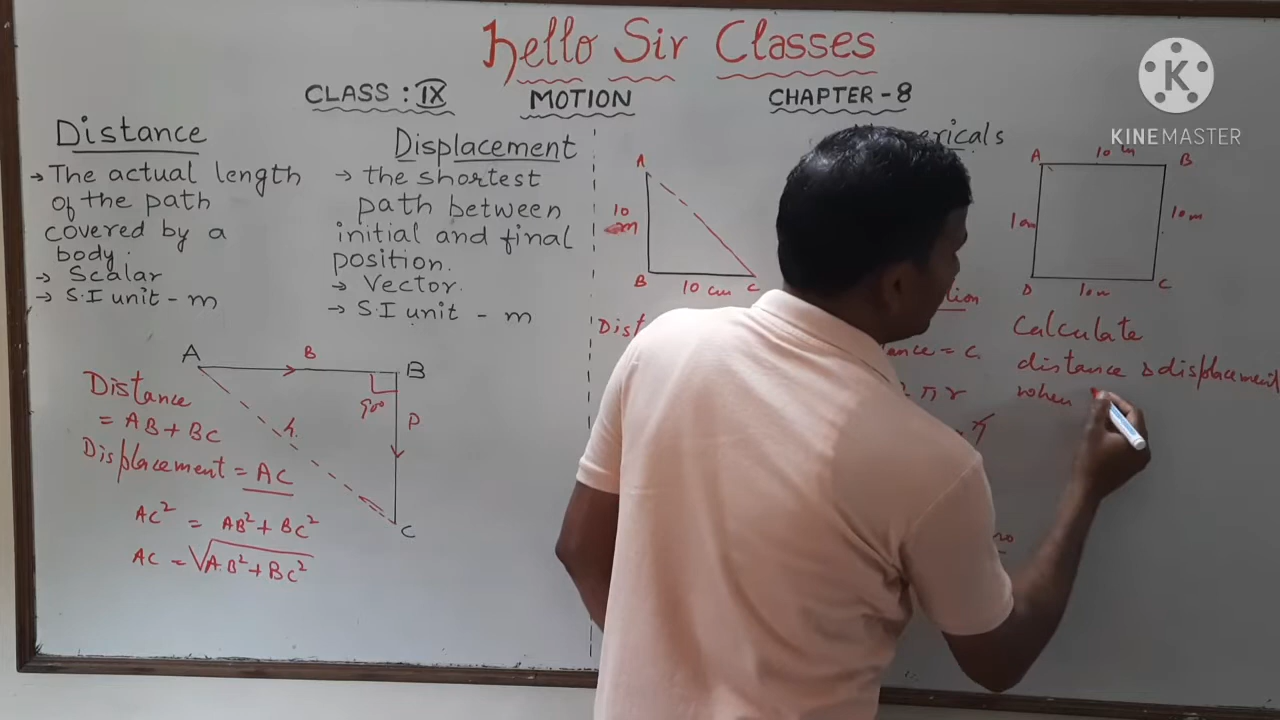 Hello Sir Classes
CLASS : IX
MOTION
CHAPTER - 8
K
KINEMASTER
Distance
→ The actual length
of the path
covered by a
body.
→ Scalar
→ S.I unit - m
Displacement
→ the shortest
path between
initial and final
position.
→ Vector.
→ S.I unit - m
A
B
B
90°
P
h.
C
Distance
= AB + BC
Displacement = AC
AC² = AB² + BC²
AC = √AB² + BC²
A
10
B
10 cm
C
= C.
2πr
A
10 m
B
10m
D
C
Calculate
distance & displacement
when